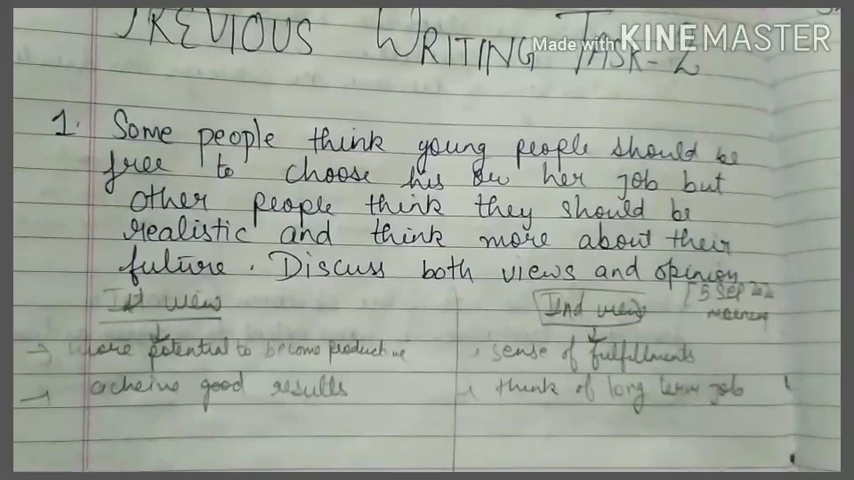 PREVIOUS WRITING TASK-2
Made with KINEMASTER
1. Some people think young people should be
free to choose his or her job but
other people think they should be
realistic and think more about their
future. Discuss both views and opinion
Ist view
IInd view
more potential to become productive
sense of fulfillments
acheive good results
think of long term job